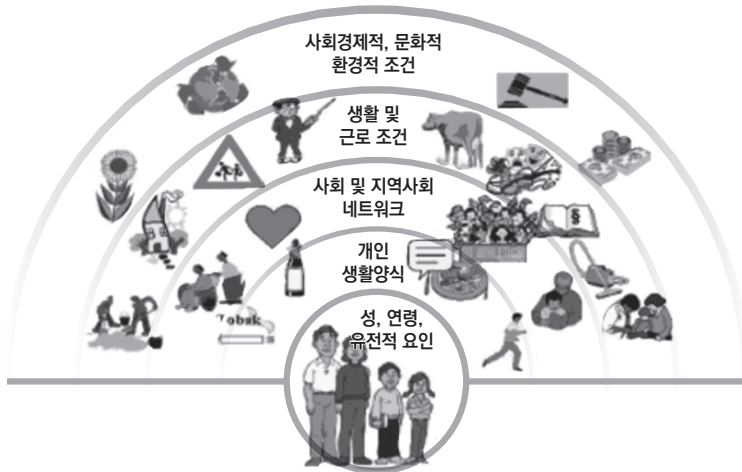 사회경제적, 문화적
환경적 조건
생활 및
근로 조건
사회 및 지역사회
네트워크
개인
생활양식
§
Tobak
성, 연령,
유전적 요인